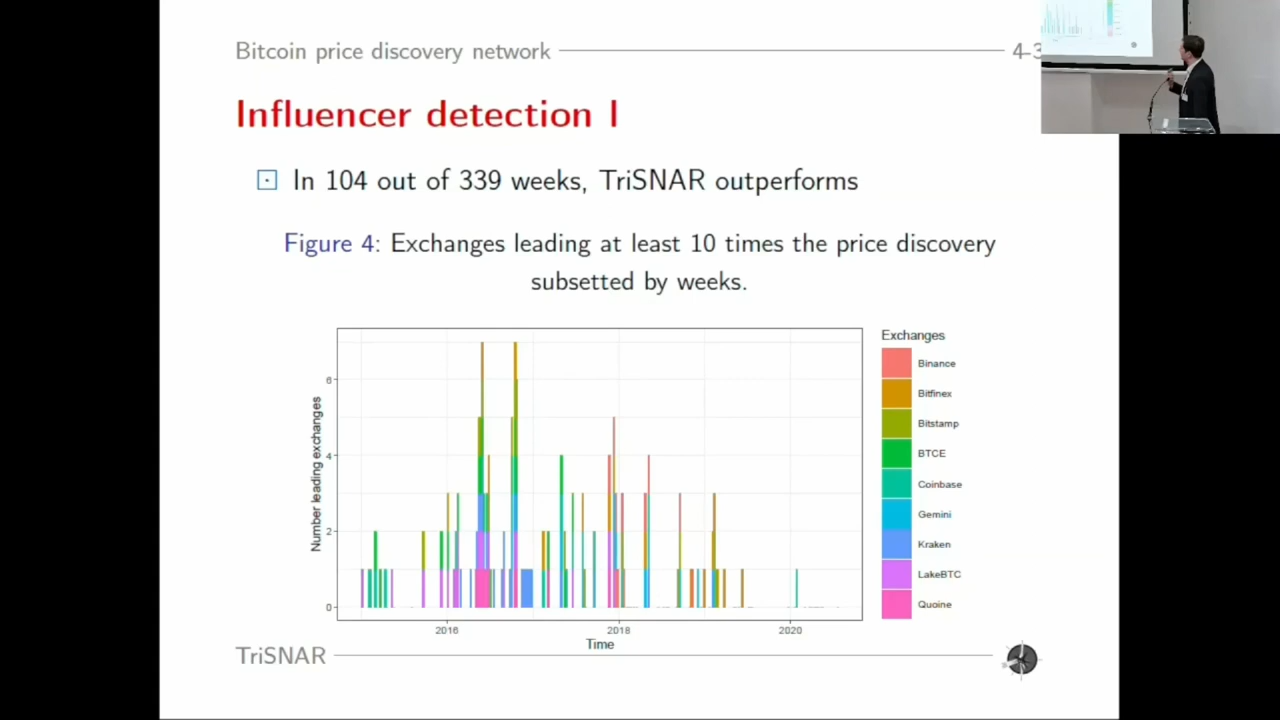 Bitcoin price discovery network
4-3
Influencer detection I
In 104 out of 339 weeks, TriSNAR outperforms
Figure 4: Exchanges leading at least 10 times the price discovery
subsetted by weeks.
Exchanges
Binance
Bitfinex
Bitstamp
BTCE
Coinbase
Gemini
Kraken
LakeBTC
Quoine
Number leading exchanges
6
4
2
0
2016
2018
2020
Time
TriSNAR